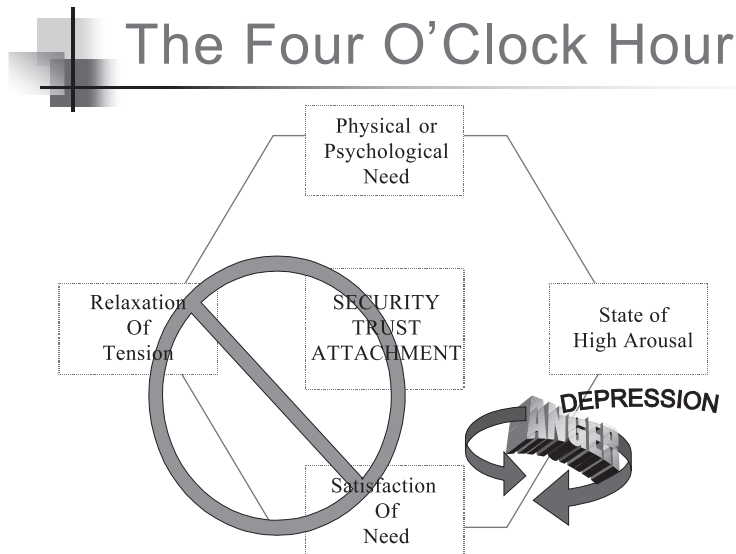 The Four O’Clock Hour
Physical or
Psychological
Need
Relaxation
Of
Tension
SECURITY
TRUST
ATTACHMENT
State of
High Arousal
DEPRESSION
ANGER
Satisfaction
Of
Need